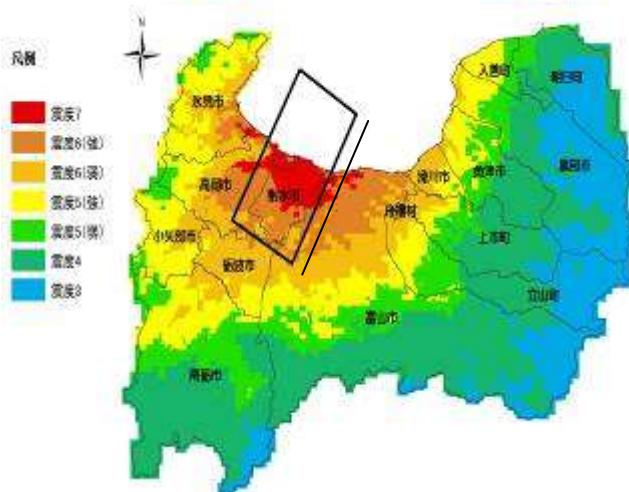 N
凡例
震度7
震度6(強)
震度6(弱)
震度5(強)
震度5(弱)
震度4
震度3
入善町
朝日町
氷見市
黒部市
魚津市
滑川市
高岡市
射水市
舟橋村
上市町
小矢部市
砺波市
立山町
富山市
南砺市